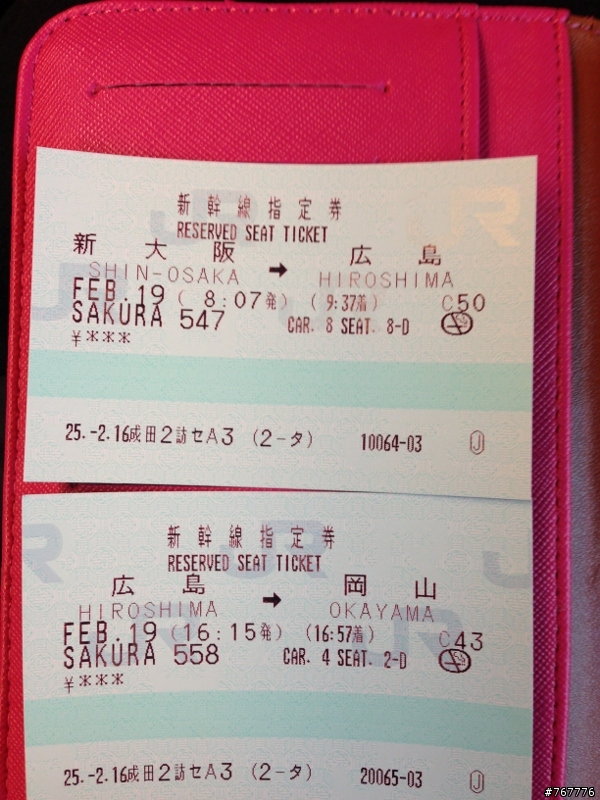 新幹線指定券
RESERVED SEAT TICKET
新大阪 → 広島
SHIN-OSAKA HIROSHIMA
FEB.19 ( 8:07発) ( 9:37着) C50
SAKURA 547 CAR. 8 SEAT. 8-D
¥***
25.-2.16成田2訪セA3 (2-タ) 10064-03 J
新幹線指定券
RESERVED SEAT TICKET
広島 → 岡山
HIROSHIMA OKAYAMA
FEB.19 (16:15発) (16:57着) C43
SAKURA 558 CAR. 4 SEAT. 2-D
¥***
25.-2.16成田2訪セA3 (2-タ) 20065-03 J
#767776